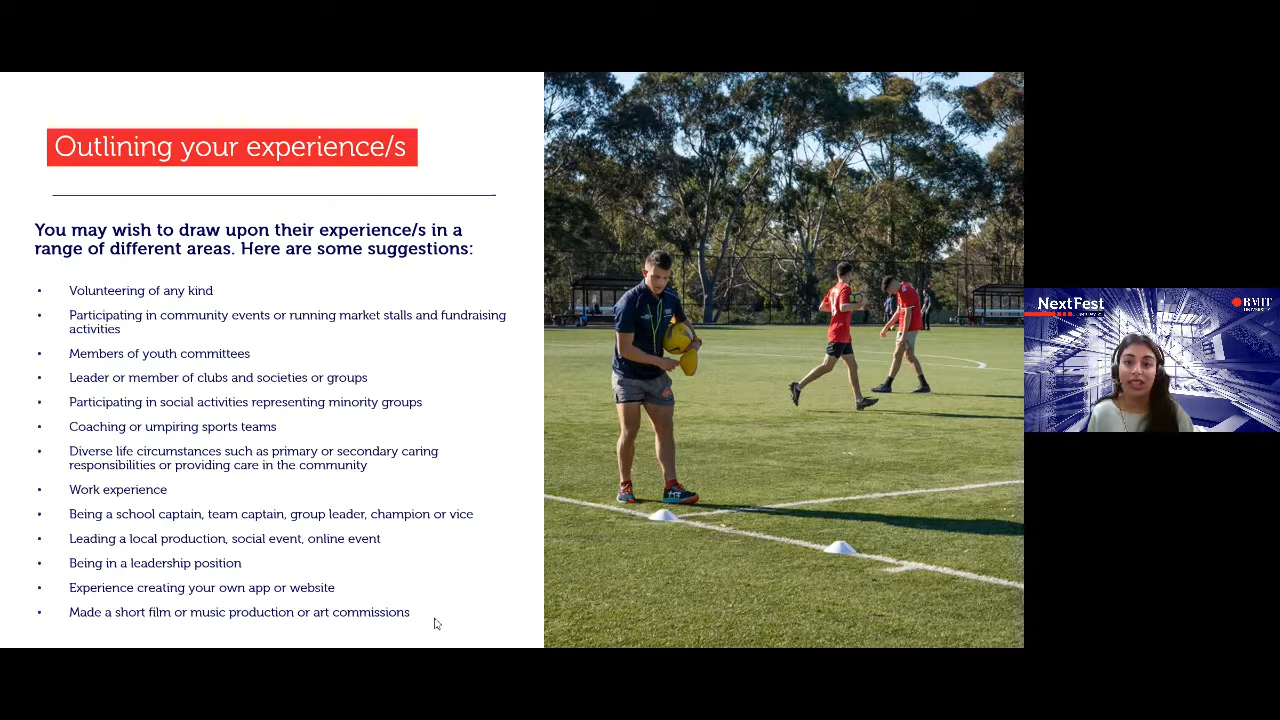 Outlining your experience/s
You may wish to draw upon their experience/s in a
range of different areas. Here are some suggestions:
• Volunteering of any kind
• Participating in community events or running market stalls and fundraising
activities
• Members of youth committees
• Leader or member of clubs and societies or groups
• Participating in social activities representing minority groups
• Coaching or umpiring sports teams
• Diverse life circumstances such as primary or secondary caring
responsibilities or providing care in the community
• Work experience
• Being a school captain, team captain, group leader, champion or vice
• Leading a local production, social event, online event
• Being in a leadership position
• Experience creating your own app or website
• Made a short film or music production or art commissions
NextFest
RMIT
UNIVERSITY